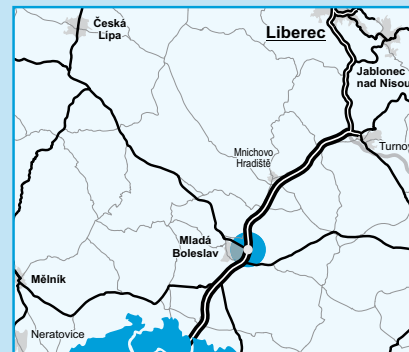 Česká
Lípa
Liberec
Jablonec
nad Nisou
Turnov
Mnichovo
Hradiště
Mladá
Boleslav
Mělník
Neratovice